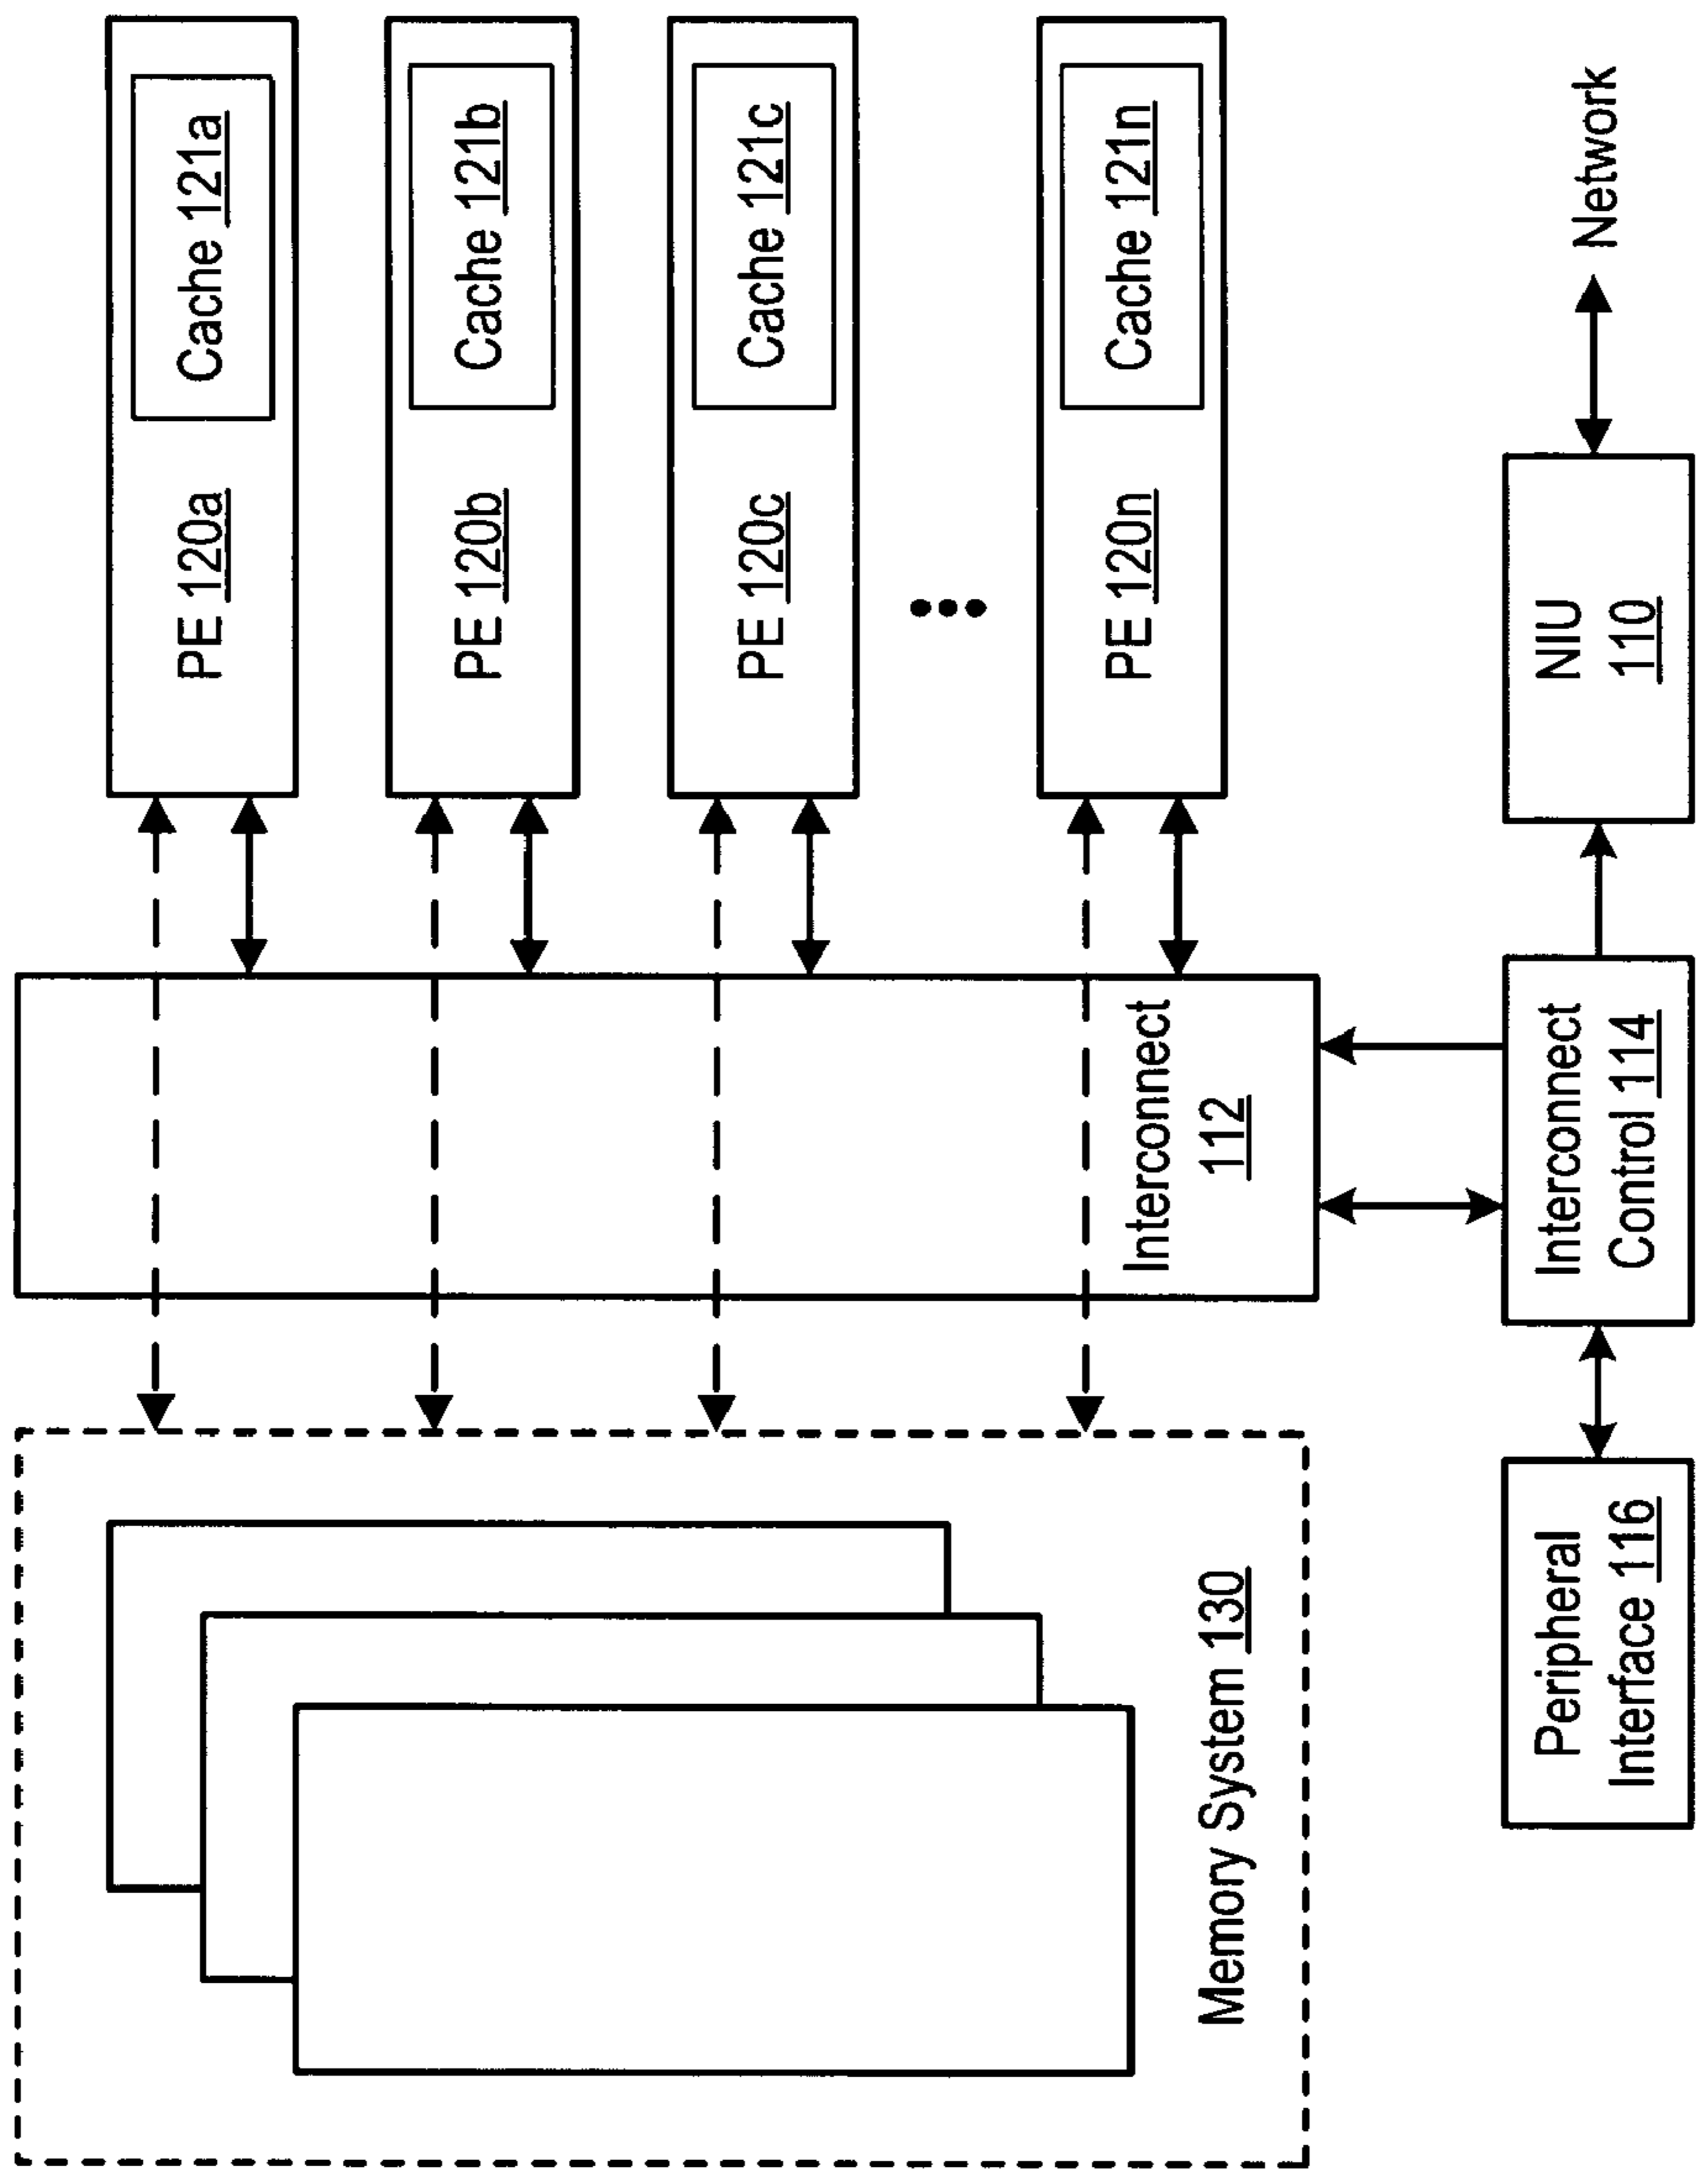 PE 120a
Cache 121a
PE 120b
Cache 121b
PE 120c
Cache 121c
PE 120n
Cache 121n
Memory System 130
Interconnect
112
Peripheral
Interface 116
Interconnect
Control 114
NIU
110
Network